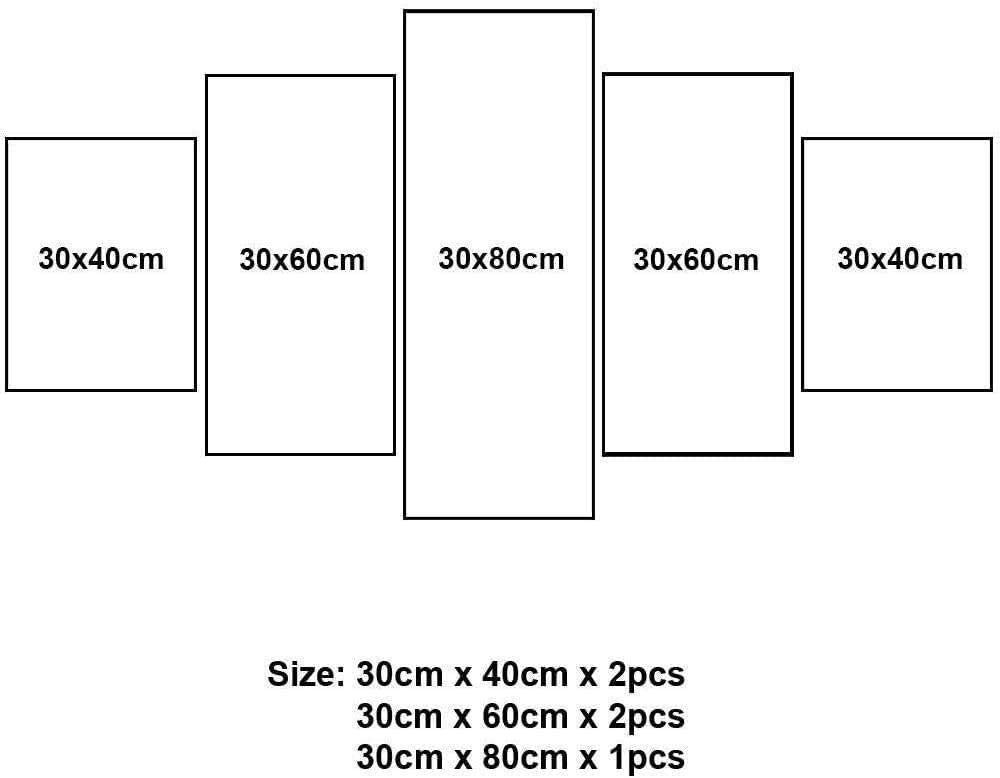 30x40cm
30x60cm
30x80cm
30x60cm
30x40cm
Size: 30cm x 40cm x 2pcs
30cm x 60cm x 2pcs
30cm x 80cm x 1pcs